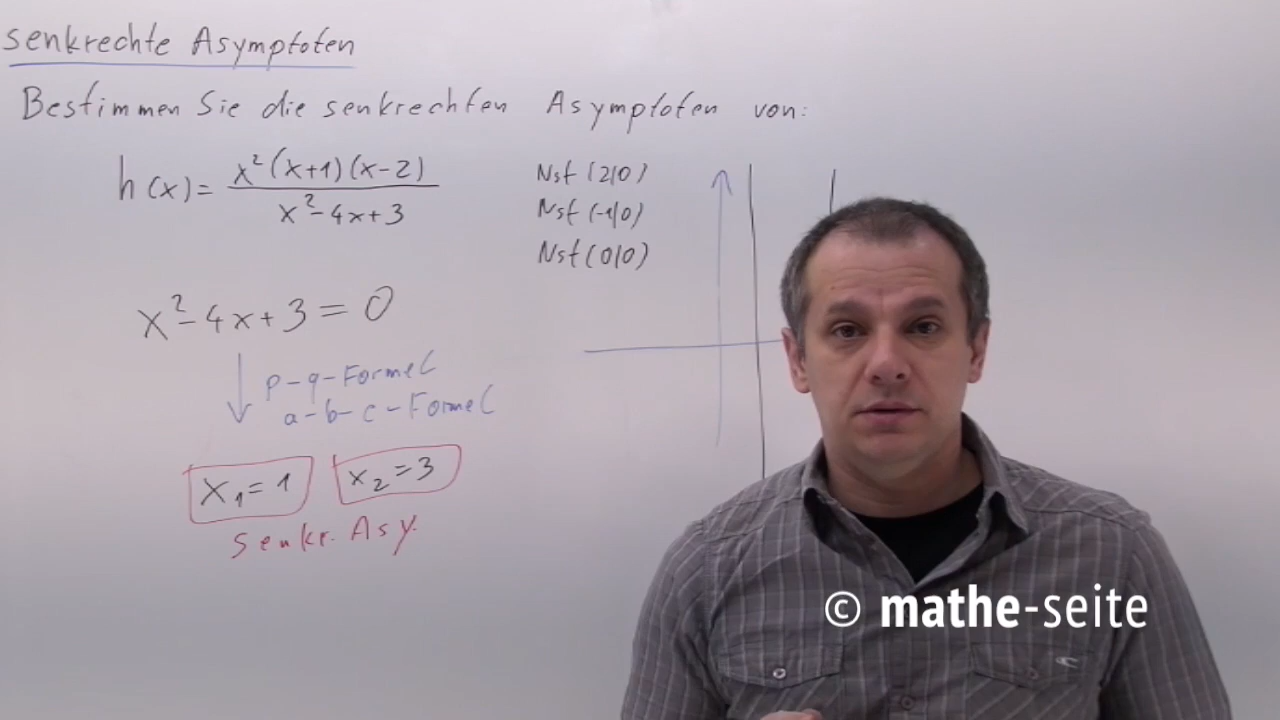 senkrechte Asymptoten
Bestimmen Sie die senkrechten Asymptoten von:
h(x) = x²(x+1)(x-2) / x²-4x+3
Nst(2|0)
Nst(-1|0)
Nst(0|0)
x²-4x+3=0
p-q-Formel
a-b-c-Formel
x₁=1 x₂=3
senkr. Asy.
© mathe-seite